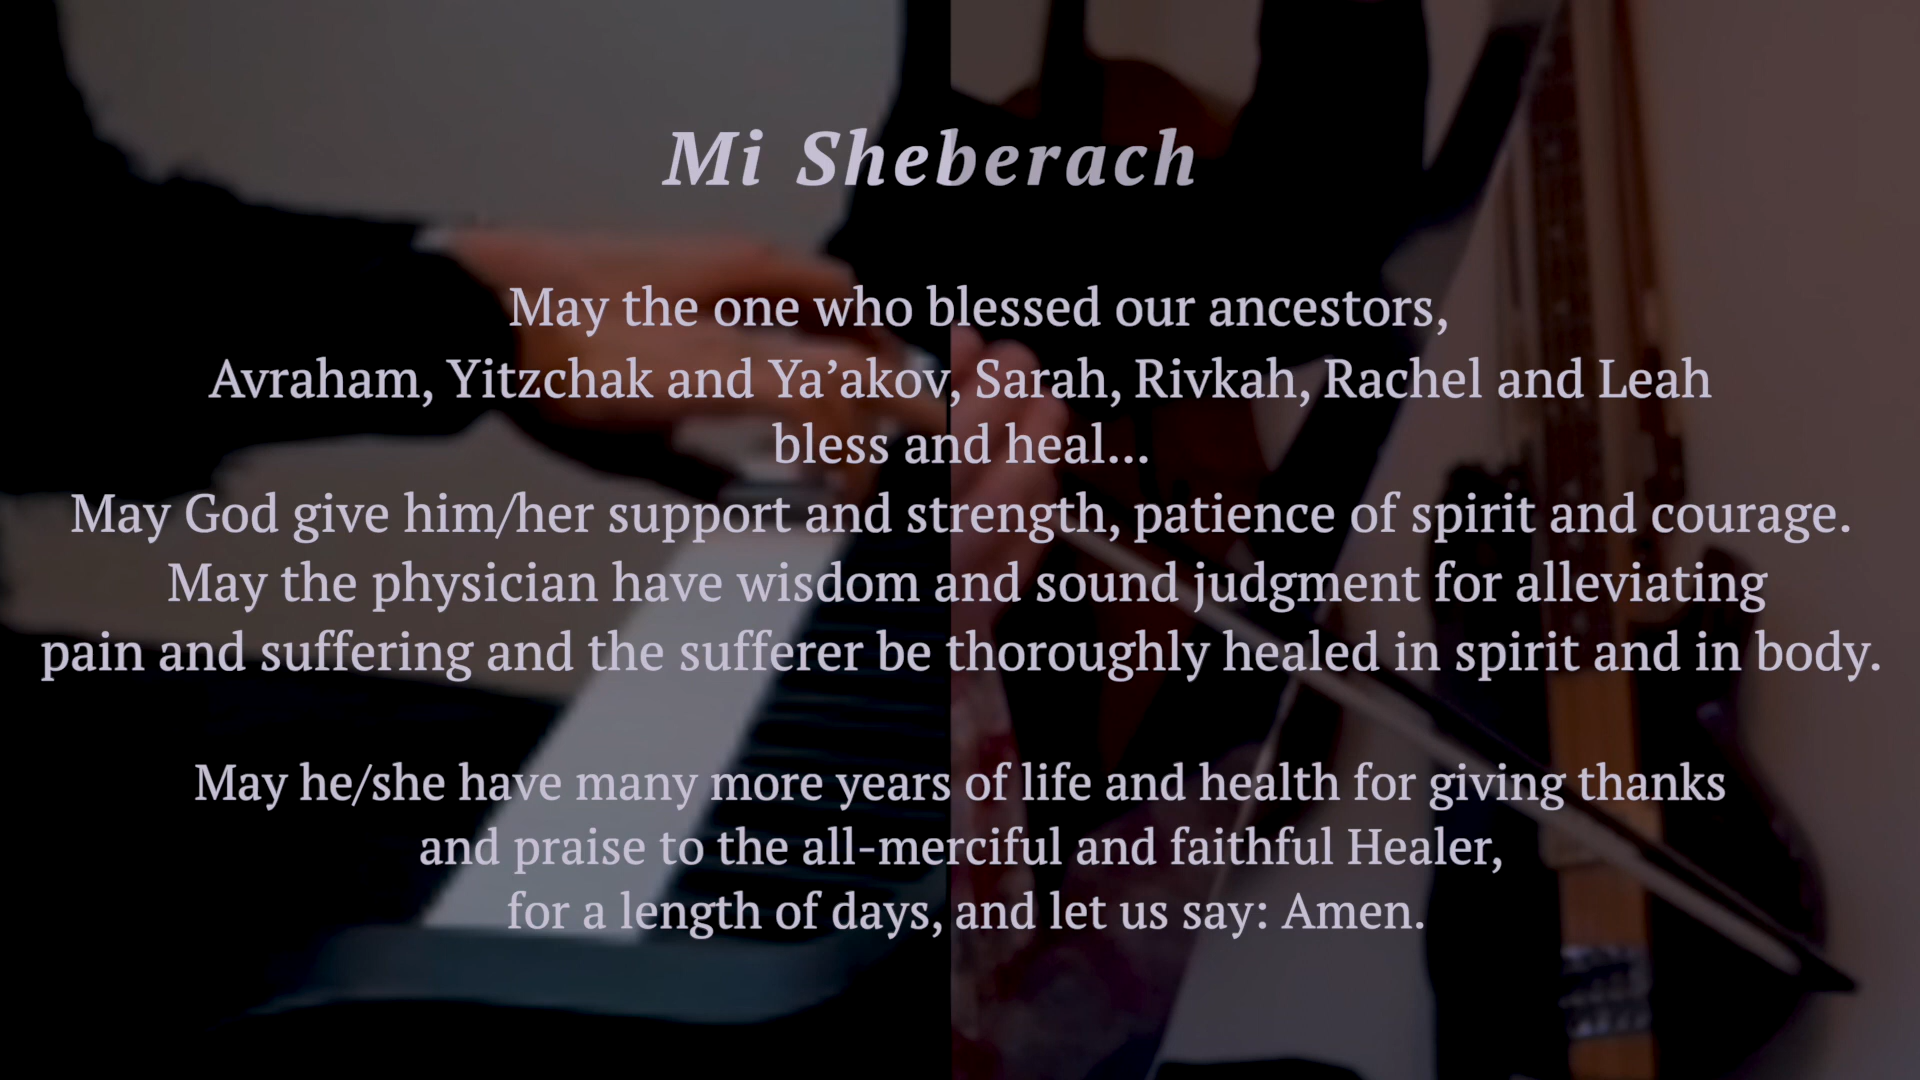 Mi Sheberach
May the one who blessed our ancestors,
Avraham, Yitzchak and Ya’akov, Sarah, Rivkah, Rachel and Leah
bless and heal...
May God give him/her support and strength, patience of spirit and courage.
May the physician have wisdom and sound judgment for alleviating
pain and suffering and the sufferer be thoroughly healed in spirit and in body.
May he/she have many more years of life and health for giving thanks
and praise to the all-merciful and faithful Healer,
for a length of days, and let us say: Amen.